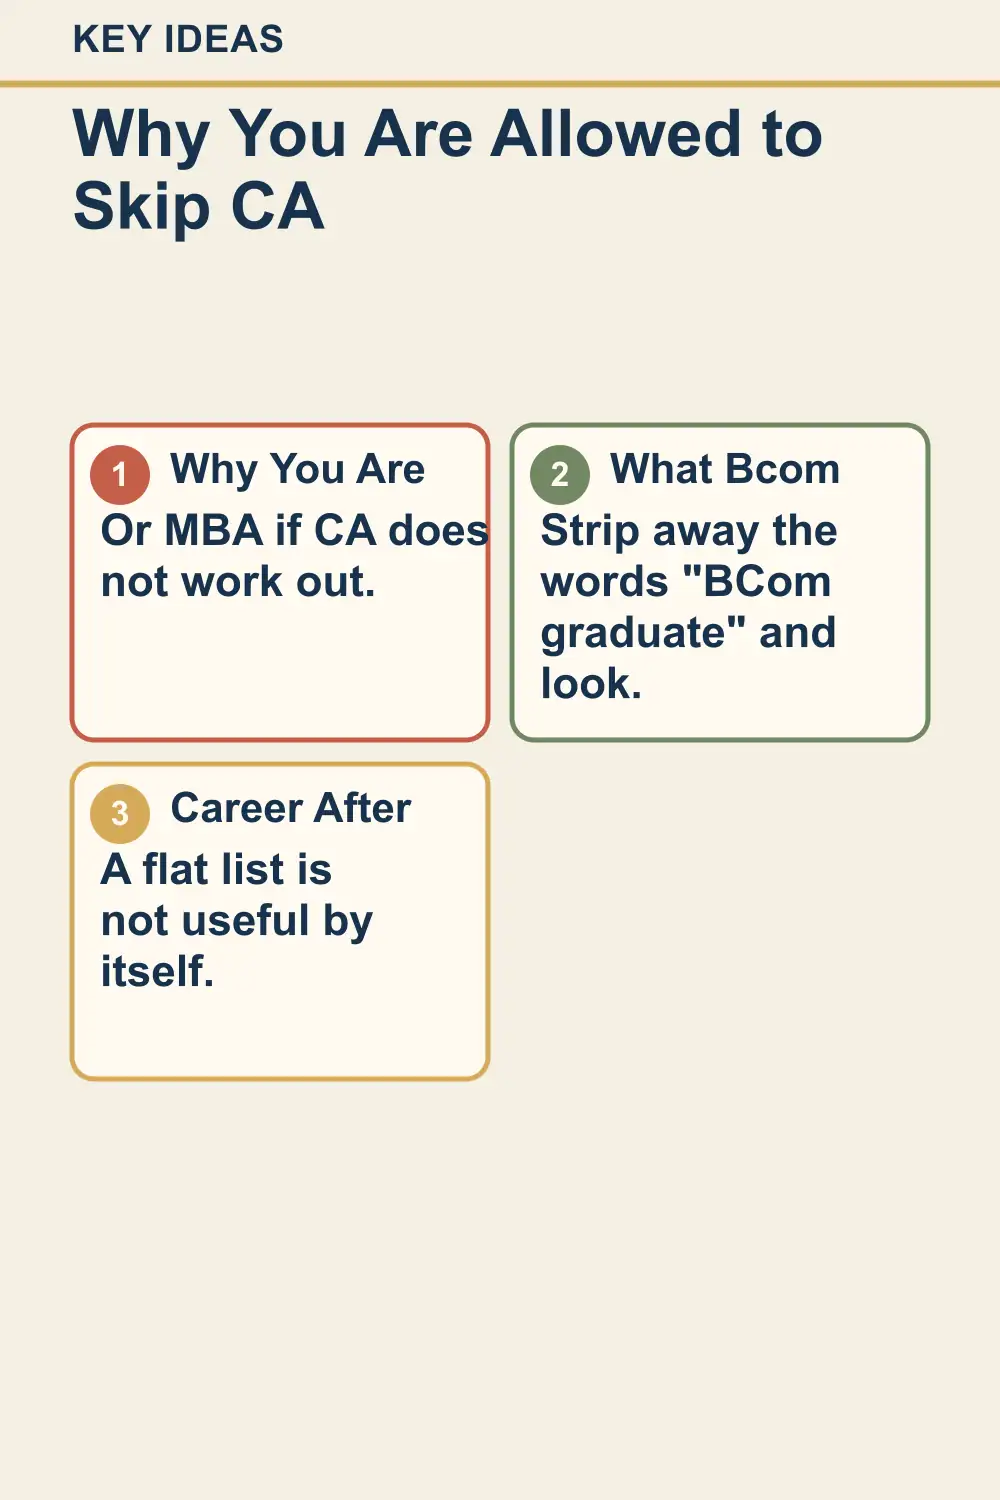 KEY IDEAS
Why You Are Allowed to
Skip CA
1 Why You Are
Or MBA if CA does
not work out.
2 What Bcom
Strip away the
words "BCom
graduate" and
look.
3 Career After
A flat list is
not useful by
itself.